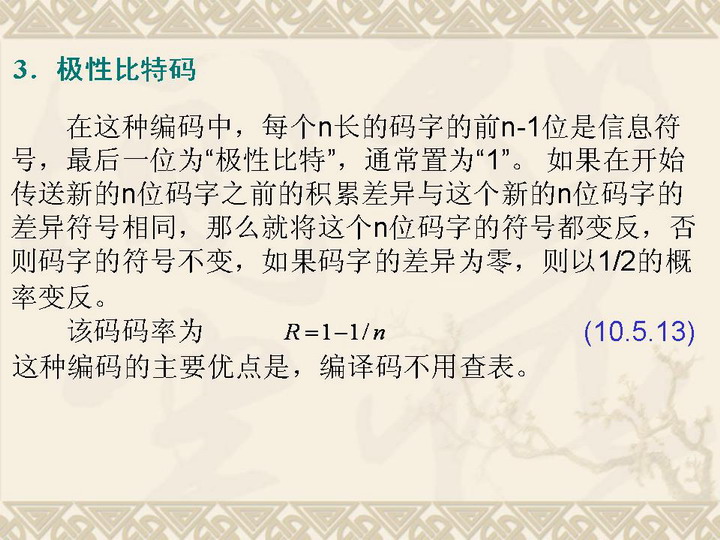 3．极性比特码
在这种编码中，每个n长的码字的前n-1位是信息符
号，最后一位为“极性比特”，通常置为“1”。 如果在开始
传送新的n位码字之前的积累差异与这个新的n位码字的
差异符号相同，那么就将这个n位码字的符号都变反，否
则码字的符号不变，如果码字的差异为零，则以1/2的概
率变反。
该码码率为 R=1−1/n (10.5.13)
这种编码的主要优点是，编译码不用查表。